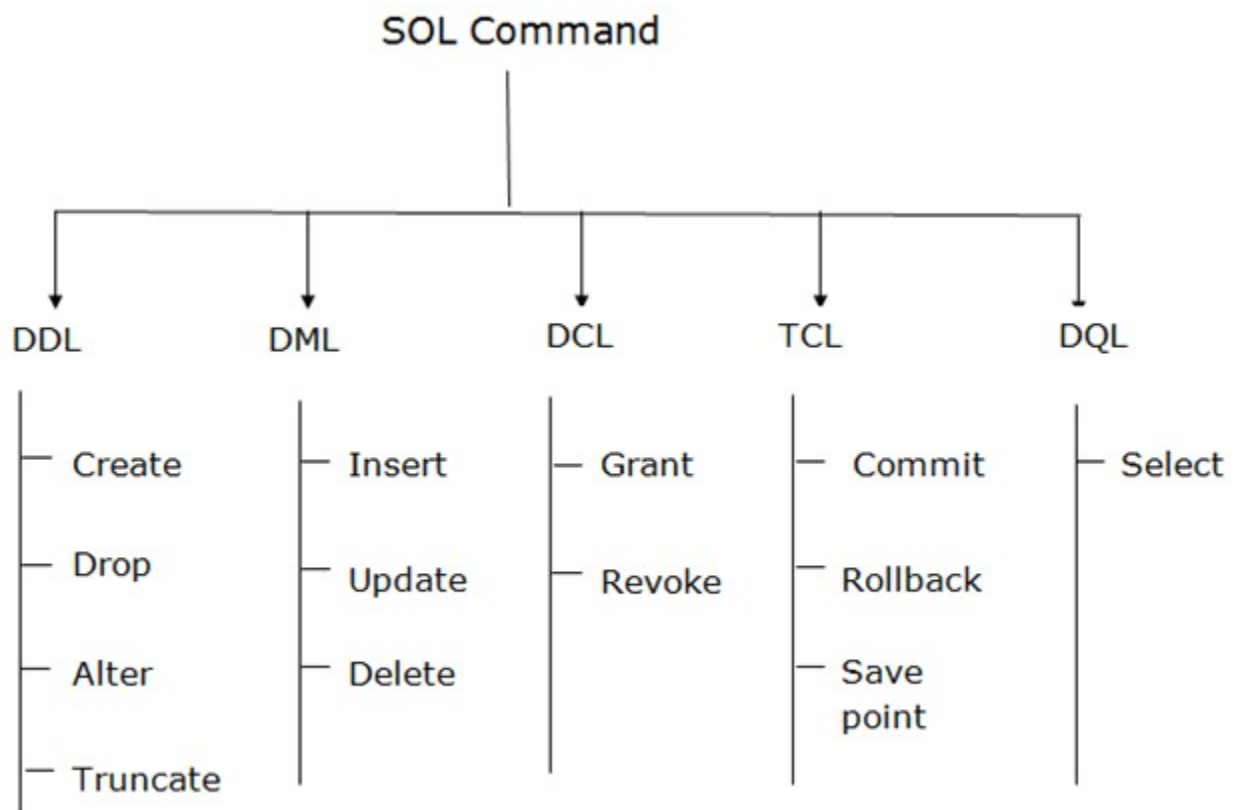 SOL Command
DDL
DML
DCL
TCL
DQL
Create
Drop
Alter
Truncate
Insert
Update
Delete
Grant
Revoke
Commit
Rollback
Save
point
Select